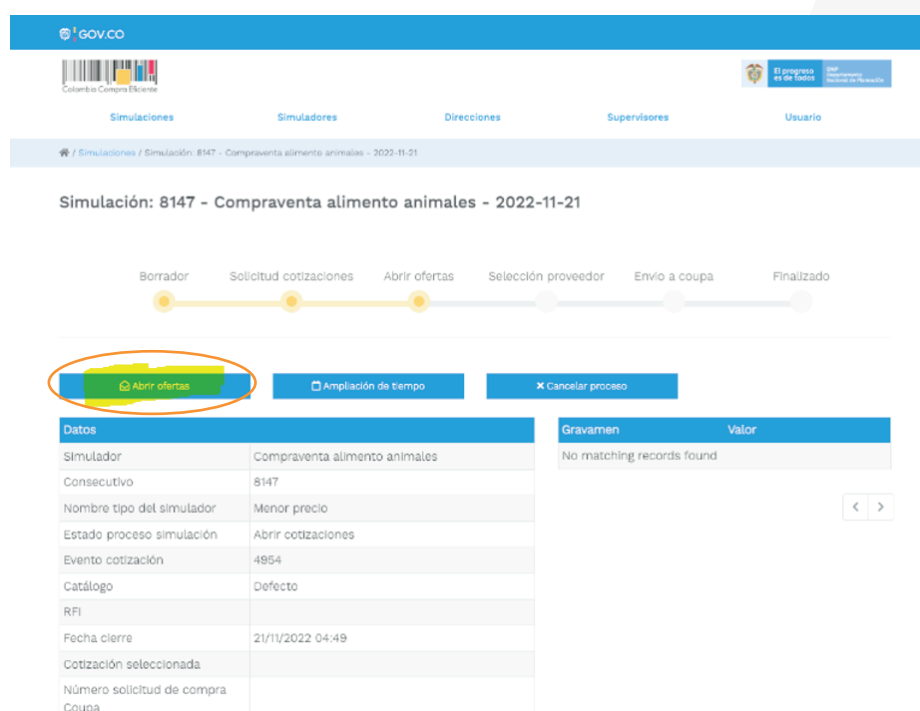 GOV.CO
Colombia Compra Eficiente
El progreso
es de todos
DNP
Departamento
Nacional de Planeación
Simulaciones Simuladores Direcciones Supervisores Usuario
/ Simulaciones / Simulación: 8147 - Compraventa alimento animales - 2022-11-21
Simulación: 8147 - Compraventa alimento animales - 2022-11-21
Borrador Solicitud cotizaciones Abrir ofertas Selección proveedor Envio a coupa Finalizado
Abrir ofertas Ampliación de tiempo Cancelar proceso
Datos
Simulador Compraventa alimento animales
Consecutivo 8147
Nombre tipo del simulador Menor precio
Estado proceso simulación Abrir cotizaciones
Evento cotización 4954
Catálogo Defecto
RFI
Fecha cierre 21/11/2022 04:49
Cotización seleccionada
Número solicitud de compra
Coupa
Gravamen Valor
No matching records found